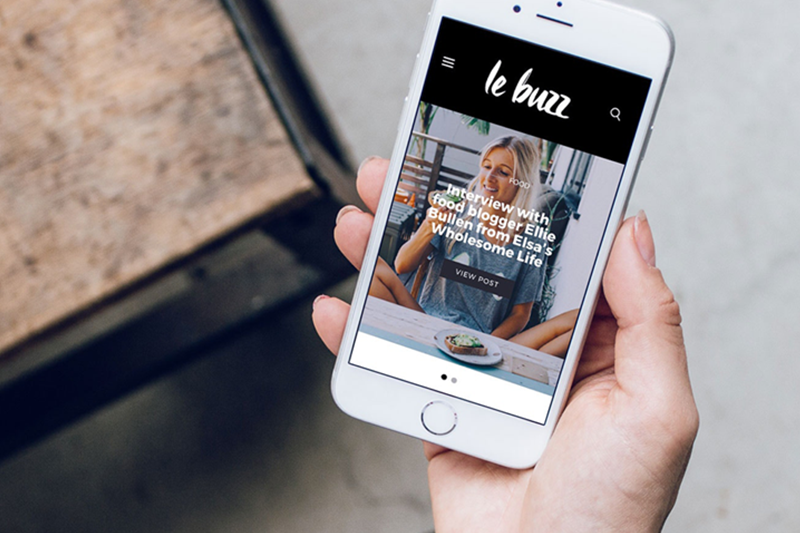 le buzz
FOOD
Interview with
food blogger Ellie
Bullen from Elsa's
Wholesome Life
VIEW POST